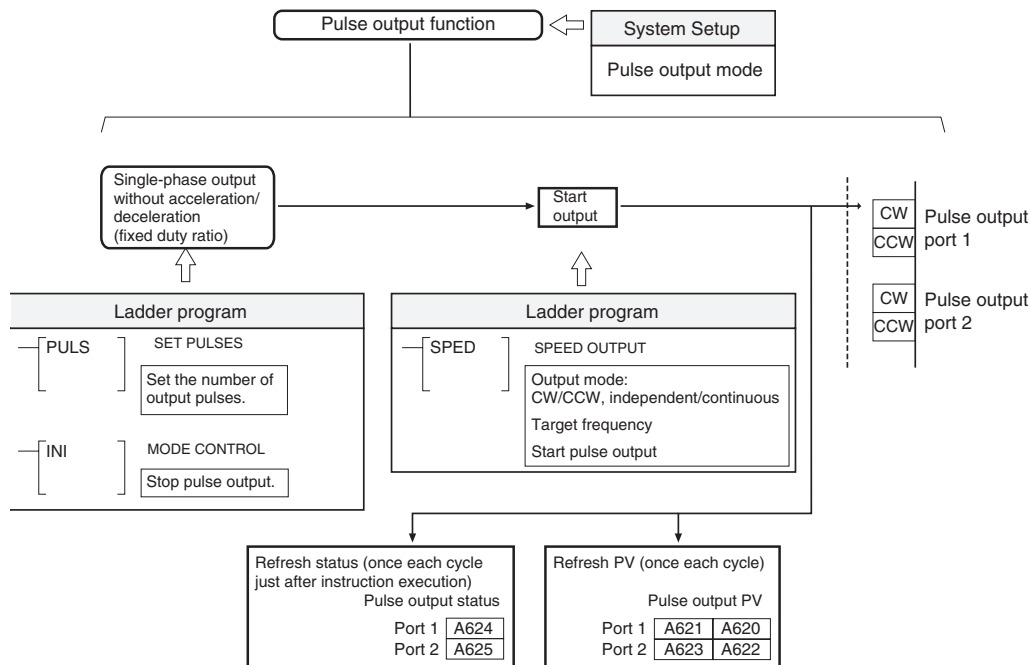 Pulse output function
System Setup
Pulse output mode
Single-phase output
without acceleration/
deceleration
(fixed duty ratio)
Start
output
CW
CCW
Pulse output
port 1
CW
CCW
Pulse output
port 2
Ladder program
PULS
SET PULSES
Set the number of
output pulses.
INI
MODE CONTROL
Stop pulse output.
Ladder program
SPED
SPEED OUTPUT
Output mode:
CW/CCW, independent/continuous
Target frequency
Start pulse output
Refresh status (once each cycle
just after instruction execution)
Pulse output status
Port 1 A624
Port 2 A625
Refresh PV (once each cycle)
Pulse output PV
Port 1 A621 A620
Port 2 A623 A622